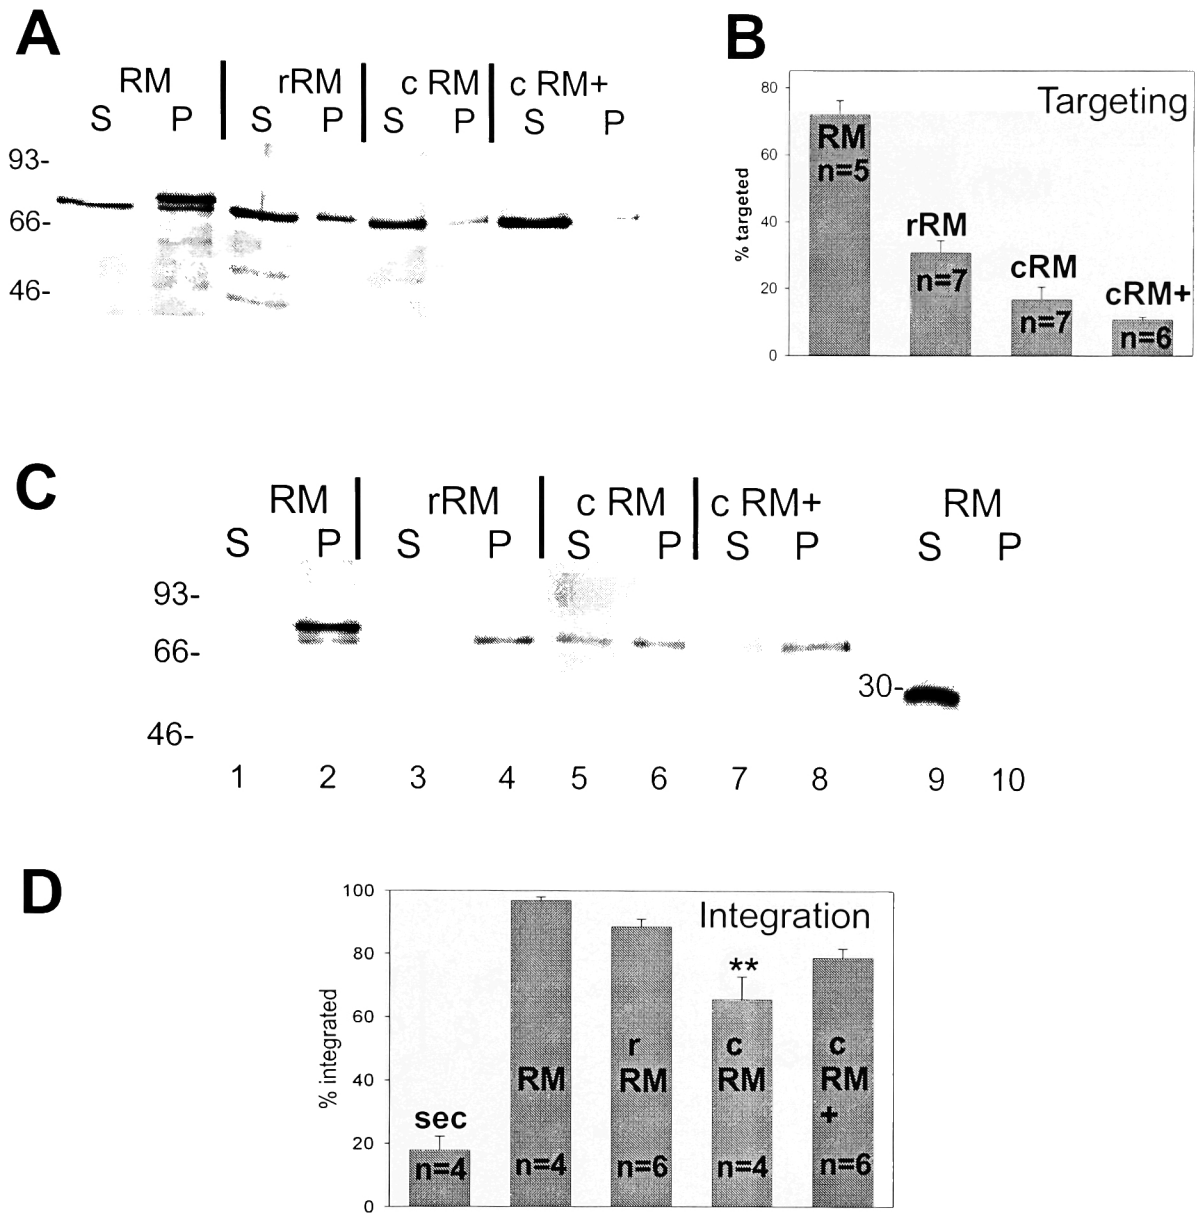 A
RM rRM c RM c RM+
S P S P S P S P
93-
66-
46-
B
Targeting
% targeted
80
60
40
20
0
RM
n=5
rRM
n=7
cRM
n=7
cRM+
n=6
C
RM rRM c RM c RM+ RM
S P S P S P S P S P
93-
66-
30-
46-
1 2 3 4 5 6 7 8 9 10
D
Integration
% integrated
100
80
60
40
20
0
sec
n=4
RM
n=4
r
RM
n=6
**
c
RM
n=4
c
RM
+
n=6